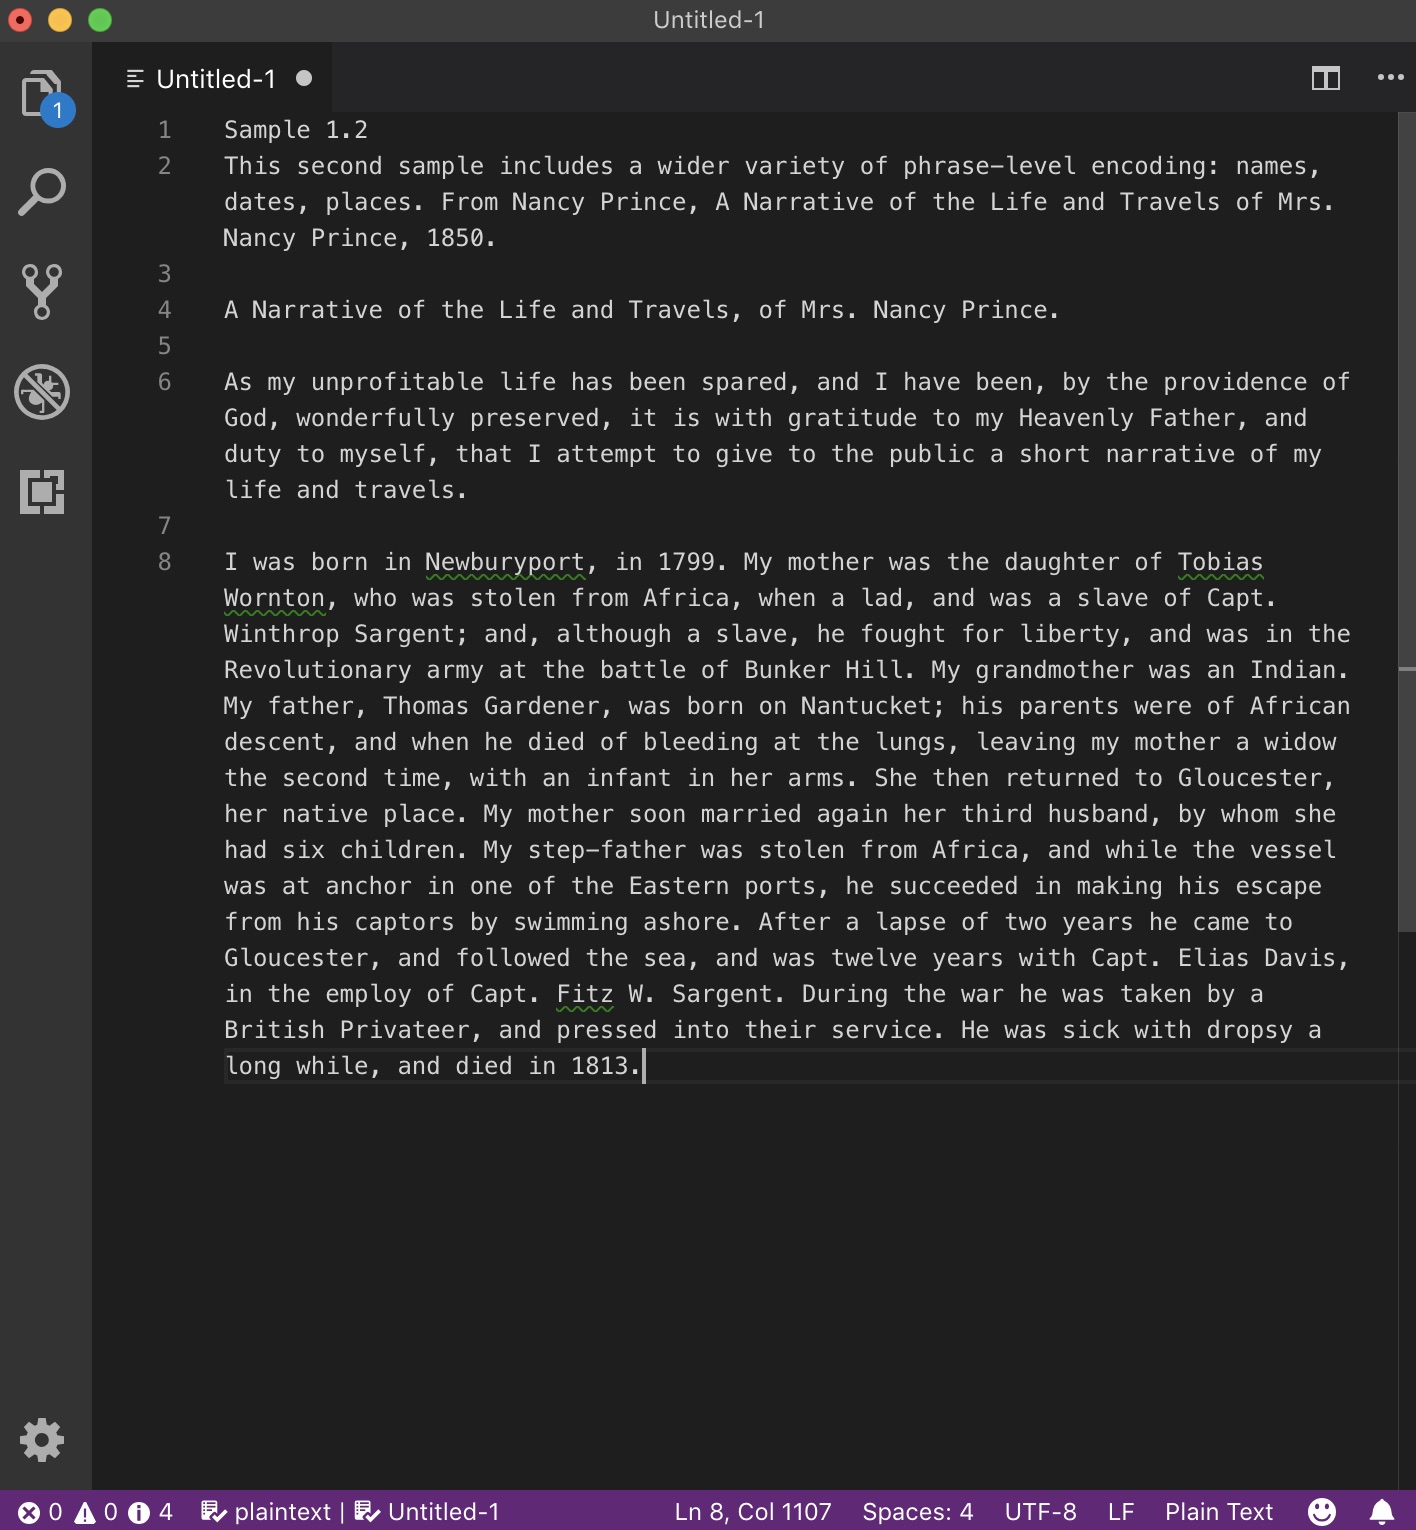 Untitled-1
Untitled-1
1
1 Sample 1.2
2 This second sample includes a wider variety of phrase-level encoding: names,
dates, places. From Nancy Prince, A Narrative of the Life and Travels of Mrs.
Nancy Prince, 1850.
3
4 A Narrative of the Life and Travels, of Mrs. Nancy Prince.
5
6 As my unprofitable life has been spared, and I have been, by the providence of
God, wonderfully preserved, it is with gratitude to my Heavenly Father, and
duty to myself, that I attempt to give to the public a short narrative of my
life and travels.
7
8 I was born in Newburyport, in 1799. My mother was the daughter of Tobias
Wornton, who was stolen from Africa, when a lad, and was a slave of Capt.
Winthrop Sargent; and, although a slave, he fought for liberty, and was in the
Revolutionary army at the battle of Bunker Hill. My grandmother was an Indian.
My father, Thomas Gardener, was born on Nantucket; his parents were of African
descent, and when he died of bleeding at the lungs, leaving my mother a widow
the second time, with an infant in her arms. She then returned to Gloucester,
her native place. My mother soon married again her third husband, by whom she
had six children. My step-father was stolen from Africa, and while the vessel
was at anchor in one of the Eastern ports, he succeeded in making his escape
from his captors by swimming ashore. After a lapse of two years he came to
Gloucester, and followed the sea, and was twelve years with Capt. Elias Davis,
in the employ of Capt. Fitz W. Sargent. During the war he was taken by a
British Privateer, and pressed into their service. He was sick with dropsy a
long while, and died in 1813.
0 0 4 plaintext | Untitled-1 Ln 8, Col 1107 Spaces: 4 UTF-8 LF Plain Text